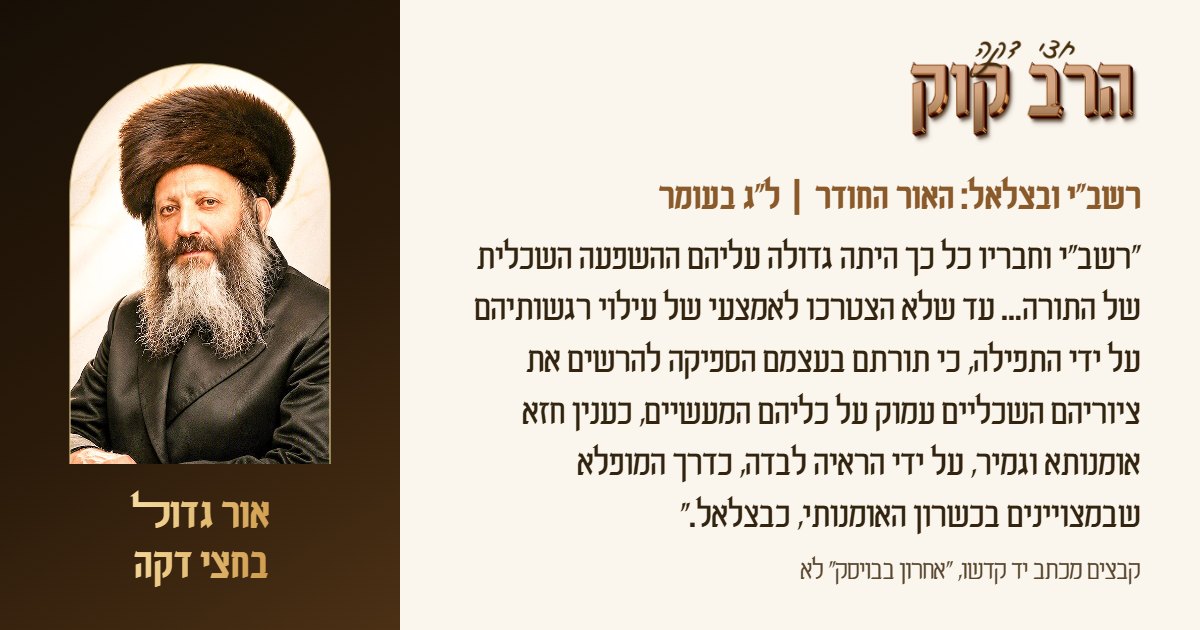 חצי דקה
הרב קוק
רשב"י ובצלאל: האור החודר | ל"ג בעומר
"רשב"י וחבריו כל כך היתה גדולה עליהם ההשפעה השכלית
של התורה... עד שלא הצטרכו לאמצעי של עילוי רגשותיהם
על ידי התפילה, כי תורתם בעצמם הספיקה להרשים את
ציוריהם השכליים עמוק על כליהם המעשיים, כענין חזא
אומנותא וגמיר, על ידי הראיה לבדה, כדרך המופלא
שבמצויינים בכשרון האומנותי, כבצלאל."
קבצים מכתב יד קדשו, "אחרון בבויסק" לא
אור גדול
בחצי דקה